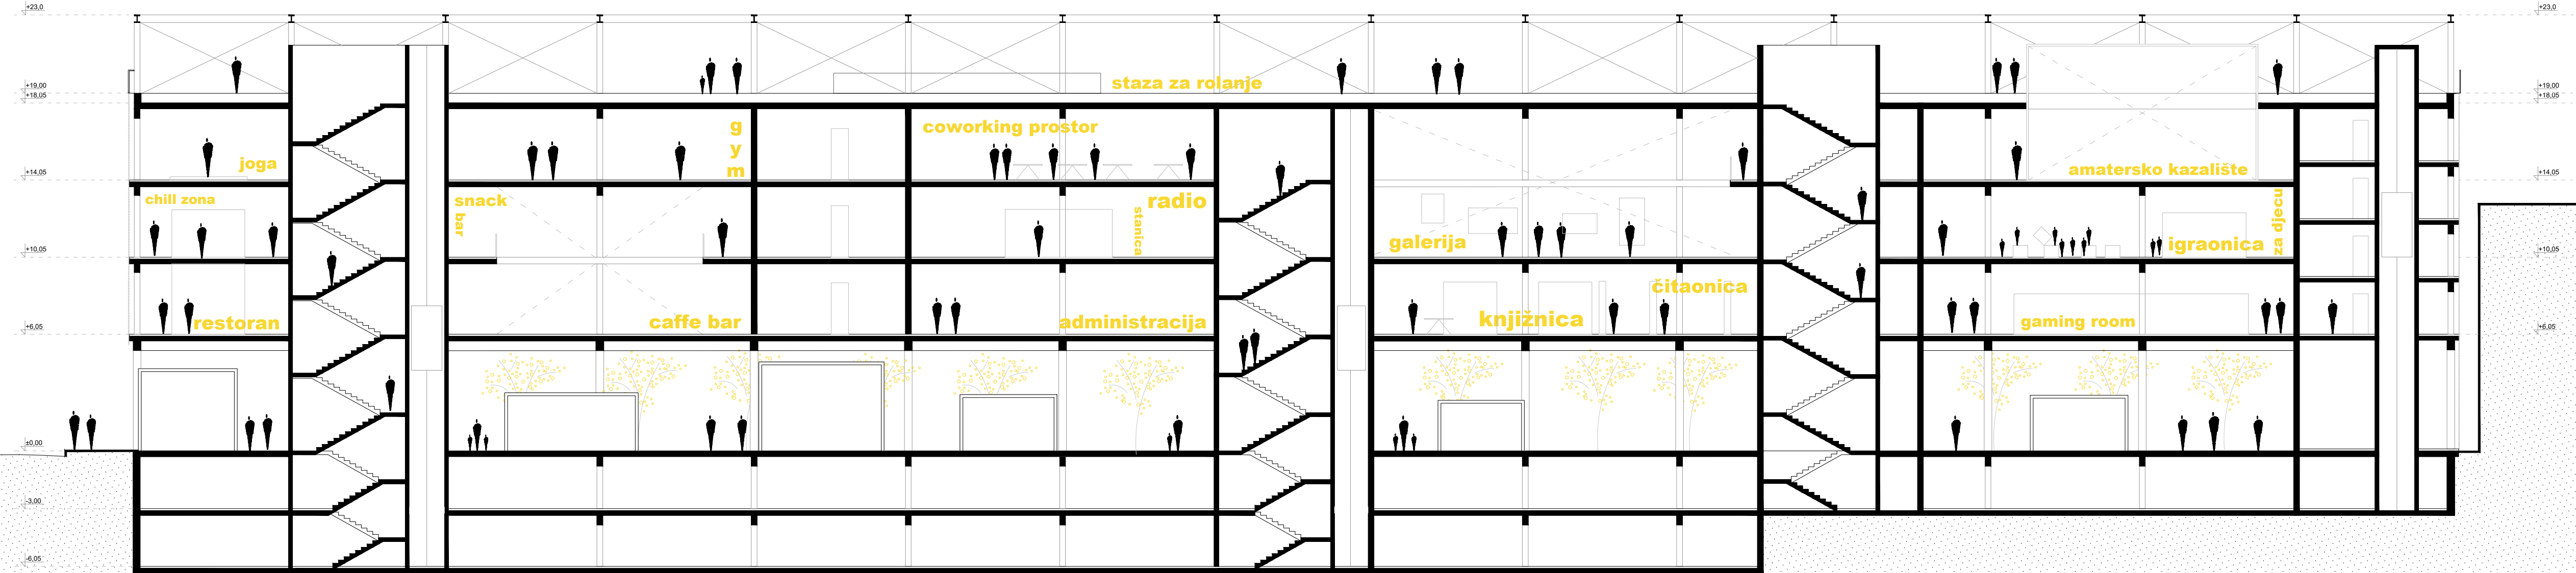 +23,0
+23,0
+19,00
+18,05
staza za rolanje
+19,00
+18,05
gym
coworking prostor
joga
amatersko kazalište
+14,05
+14,05
chill zona
snack
bar
radio
stanica
galerija
igraonica
za djecu
+10,05
+10,05
čitaonica
restoran
caffe bar
administracija
knjižnica
gaming room
+6,05
+6,05
±0,00
-3,00
-6,05